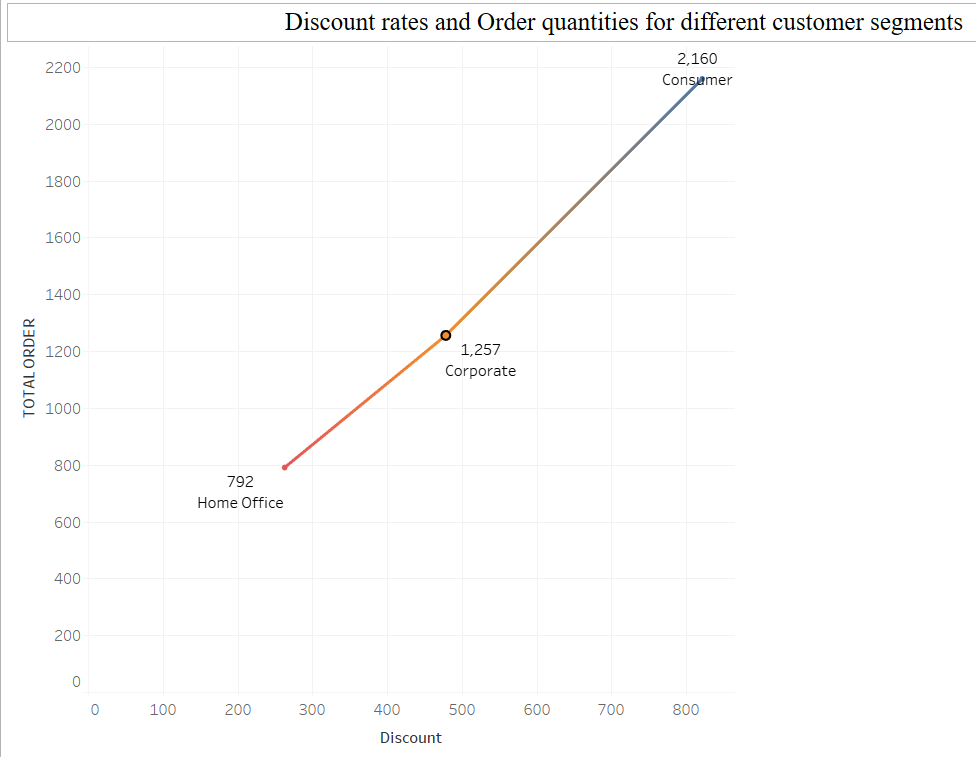 Discount rates and Order quantities for different customer segments
2,160
Consumer
2200
2000
1800
1600
1400
1200
1000
800
600
400
200
0
TOTAL ORDER
1,257
Corporate
792
Home Office
0 100 200 300 400 500 600 700 800
Discount